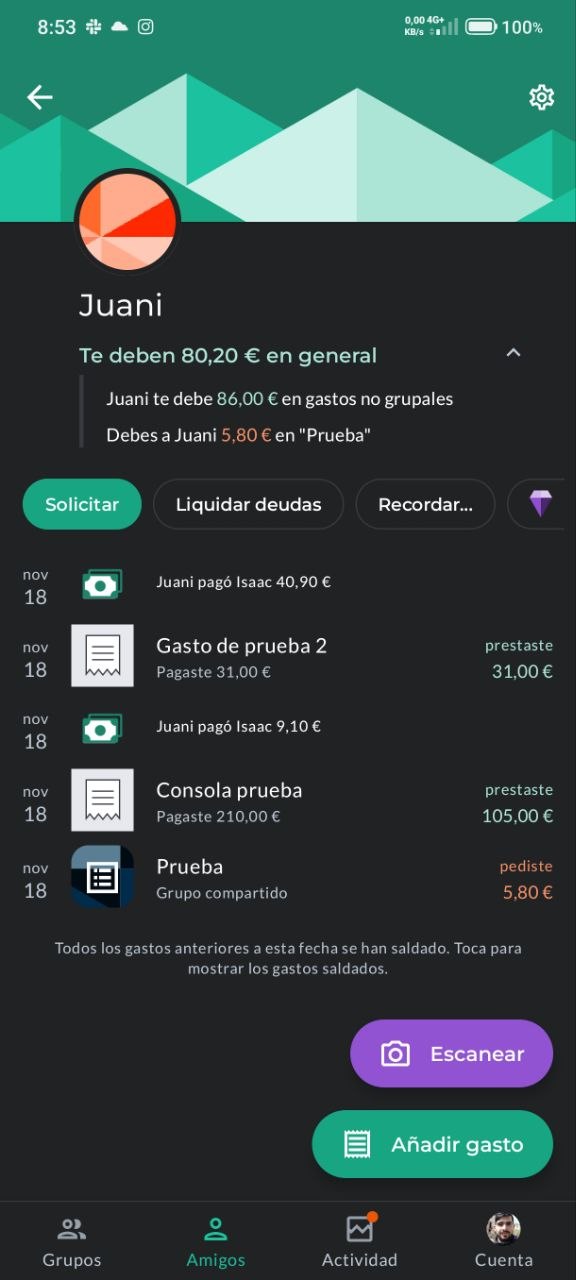 8:53
0,00 4G+
KB/s
100%
Juani
Te deben 80,20 € en general
Juani te debe 86,00 € en gastos no grupales
Debes a Juani 5,80 € en "Prueba"
Solicitar
Liquidar deudas
Recordar...
nov
18
Juani pagó Isaac 40,90 €
nov
18
Gasto de prueba 2
Pagaste 31,00 €
prestaste
31,00 €
nov
18
Juani pagó Isaac 9,10 €
nov
18
Consola prueba
Pagaste 210,00 €
prestaste
105,00 €
nov
18
Prueba
Grupo compartido
pediste
5,80 €
Todos los gastos anteriores a esta fecha se han saldado. Toca para
mostrar los gastos saldados.
Escanear
Añadir gasto
Grupos
Amigos
Actividad
Cuenta